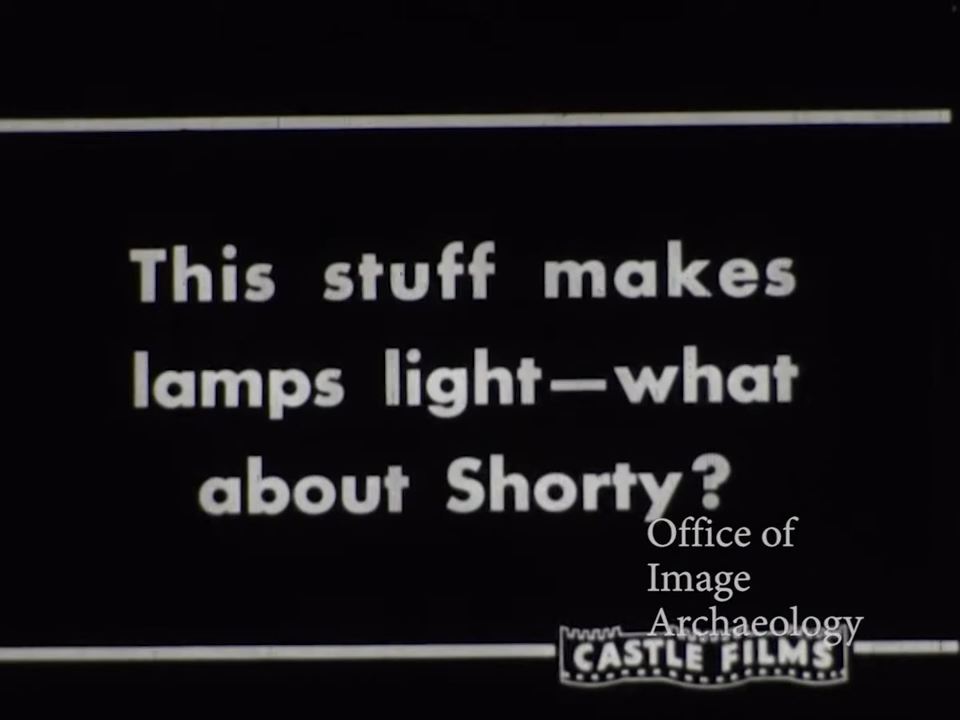 This stuff makes
lamps light—what
about Shorty?
Office of
Image
Archaeology
CASTLE FILMS